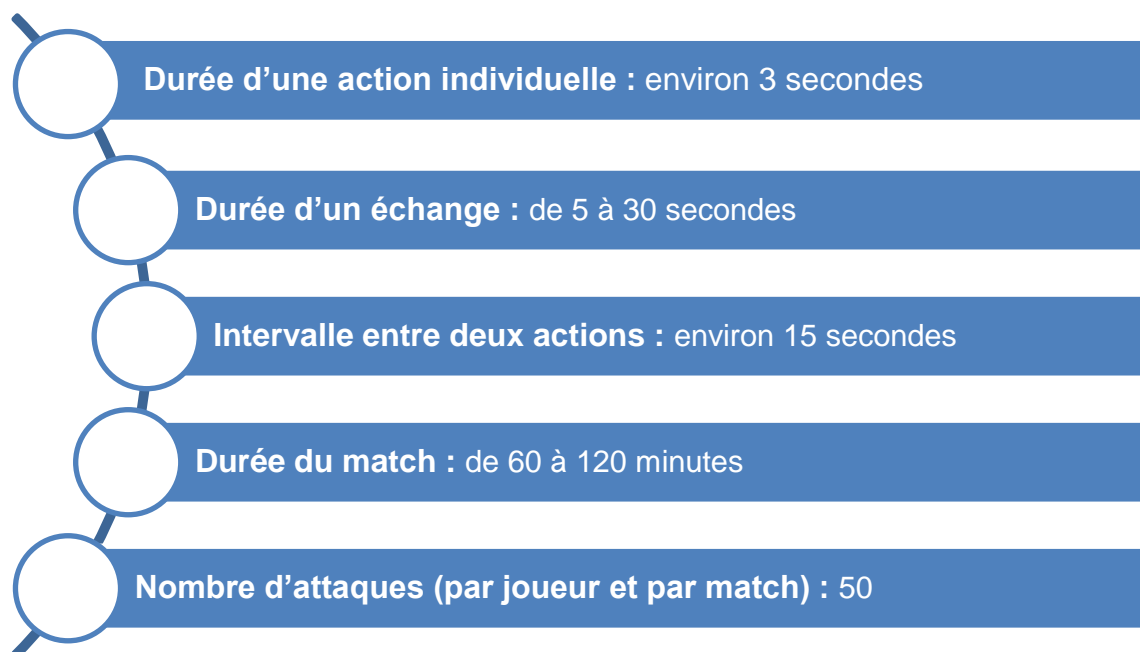 Durée d’une action individuelle : environ 3 secondes
Durée d’un échange : de 5 à 30 secondes
Intervalle entre deux actions : environ 15 secondes
Durée du match : de 60 à 120 minutes
Nombre d’attaques (par joueur et par match) : 50